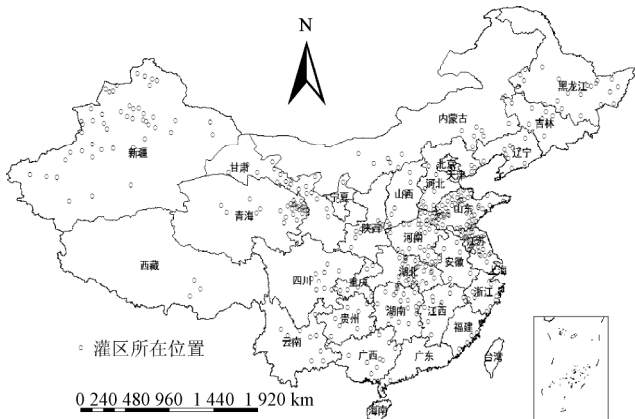 N
黑龙江
内蒙古
吉林
新疆
辽宁
甘肃
北京
天津
河北
宁夏
山西
山东
青海
陕西
河南
江苏
西藏
安徽
上海
四川
重庆
湖北
浙江
贵州
湖南
江西
云南
福建
灌区所在位置
广西
广东
台湾
0 240 480 960 1 440 1 920 km
海南